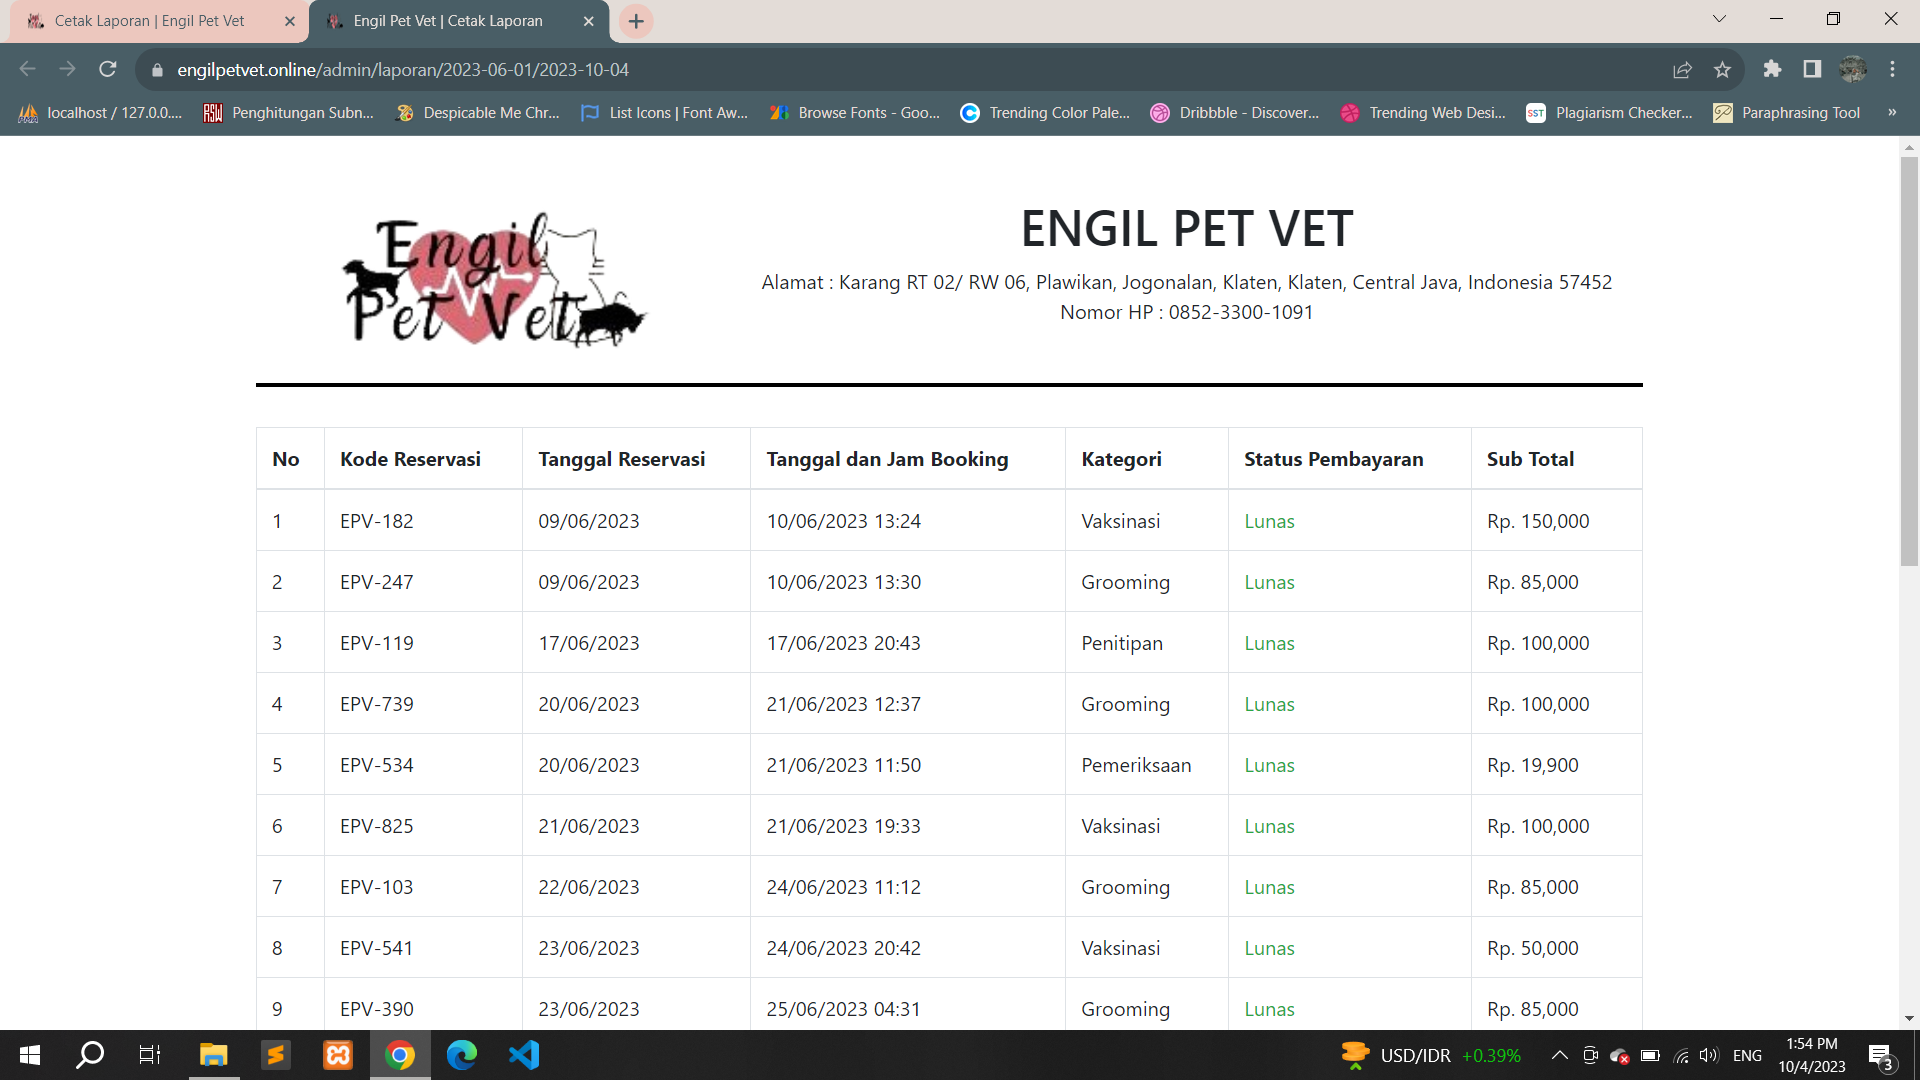 Cetak Laporan | Engil Pet Vet
Engil Pet Vet | Cetak Laporan
engilpetvet.online/admin/laporan/2023-06-01/2023-10-04
localhost / 127.0.0.... RSW Penghitungan Subn... Despicable Me Chr... List Icons | Font Aw... Browse Fonts - Goo... Trending Color Pale... Dribbble - Discover... Trending Web Desi... SST Plagiarism Checker... Paraphrasing Tool »
Engil
Pet Vet
ENGIL PET VET
Alamat : Karang RT 02/ RW 06, Plawikan, Jogonalan, Klaten, Klaten, Central Java, Indonesia 57452
Nomor HP : 0852-3300-1091
No Kode Reservasi Tanggal Reservasi Tanggal dan Jam Booking Kategori Status Pembayaran Sub Total
1 EPV-182 09/06/2023 10/06/2023 13:24 Vaksinasi Lunas Rp. 150,000
2 EPV-247 09/06/2023 10/06/2023 13:30 Grooming Lunas Rp. 85,000
3 EPV-119 17/06/2023 17/06/2023 20:43 Penitipan Lunas Rp. 100,000
4 EPV-739 20/06/2023 21/06/2023 12:37 Grooming Lunas Rp. 100,000
5 EPV-534 20/06/2023 21/06/2023 11:50 Pemeriksaan Lunas Rp. 19,900
6 EPV-825 21/06/2023 21/06/2023 19:33 Vaksinasi Lunas Rp. 100,000
7 EPV-103 22/06/2023 24/06/2023 11:12 Grooming Lunas Rp. 85,000
8 EPV-541 23/06/2023 24/06/2023 20:42 Vaksinasi Lunas Rp. 50,000
9 EPV-390 23/06/2023 25/06/2023 04:31 Grooming Lunas Rp. 85,000
USD/IDR +0.39% ENG 1:54 PM
10/4/2023 3